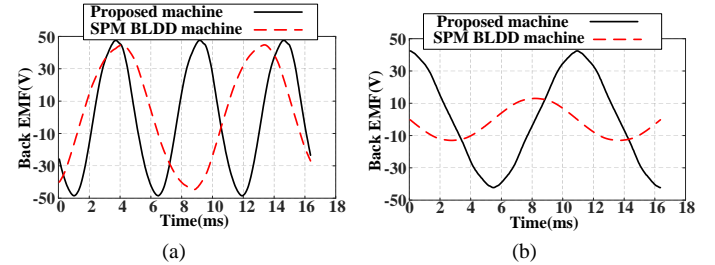 Proposed machine
SPM BLDD machine
Back EMF(V)
50
30
10
-10
-30
-50
0 2 4 6 8 10 12 14 16 18
Time(ms)
(a)
Proposed machine
SPM BLDD machine
Back EMF(V)
50
30
10
-10
-30
-50
0 2 4 6 8 10 12 14 16 18
Time(ms)
(b)